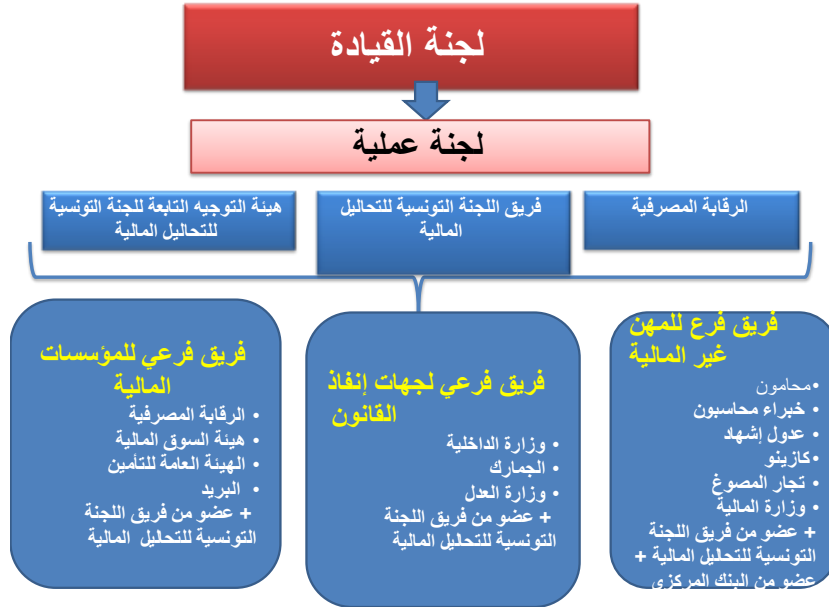 لجنة القيادة
لجنة عملية
الرقابة المصرفية
فريق اللجنة التونسية للتحاليل
المالية
هيئة التوجيه التابعة للجنة التونسية
للتحاليل المالية
فريق فرع للمهن
غير المالية
•محامون
•خبراء محاسبون
•عدول إشهاد
•كازينو
•تجار المصوغ
•وزارة المالية
+ عضو من فريق اللجنة
التونسية للتحاليل المالية +
عضو من البنك المركزي
فريق فرعي لجهات إنفاذ
القانون
• وزارة الداخلية
• الجمارك
• وزارة العدل
+ عضو من فريق اللجنة
التونسية للتحاليل المالية
فريق فرعي للمؤسسات
المالية
• الرقابة المصرفية
• هيئة السوق المالية
• الهيئة العامة للتأمين
• البريد
+ عضو من فريق اللجنة
التونسية للتحاليل المالية